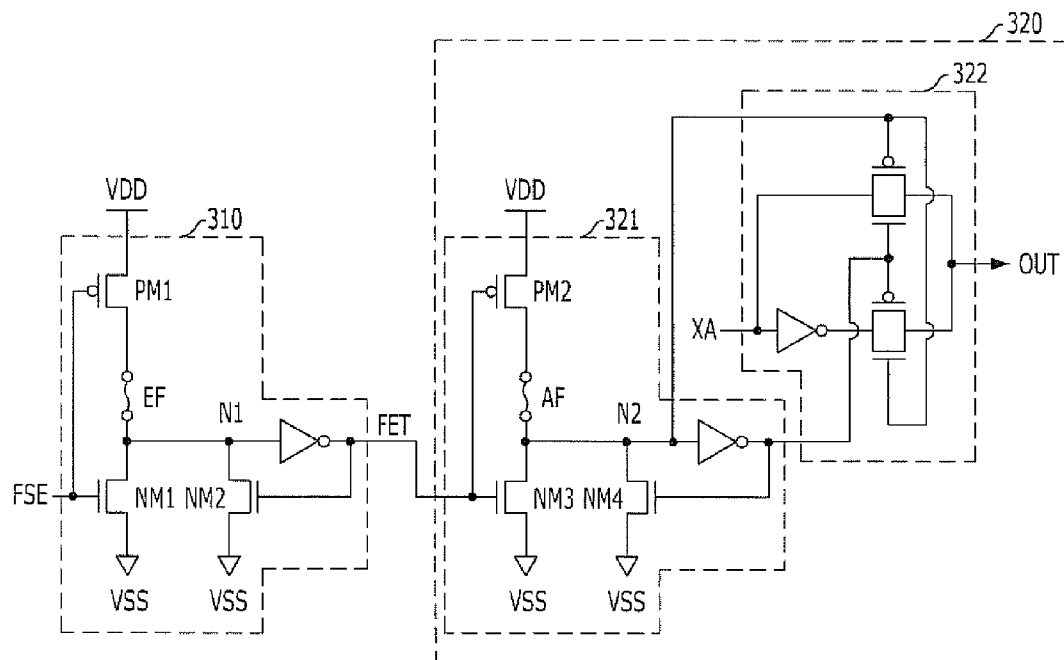 320
322
VDD
VDD
310
321
PM1
PM2
OUT
XA
EF
AF
N1
N2
FET
FSE
NM1
NM2
NM3
NM4
VSS
VSS
VSS
VSS